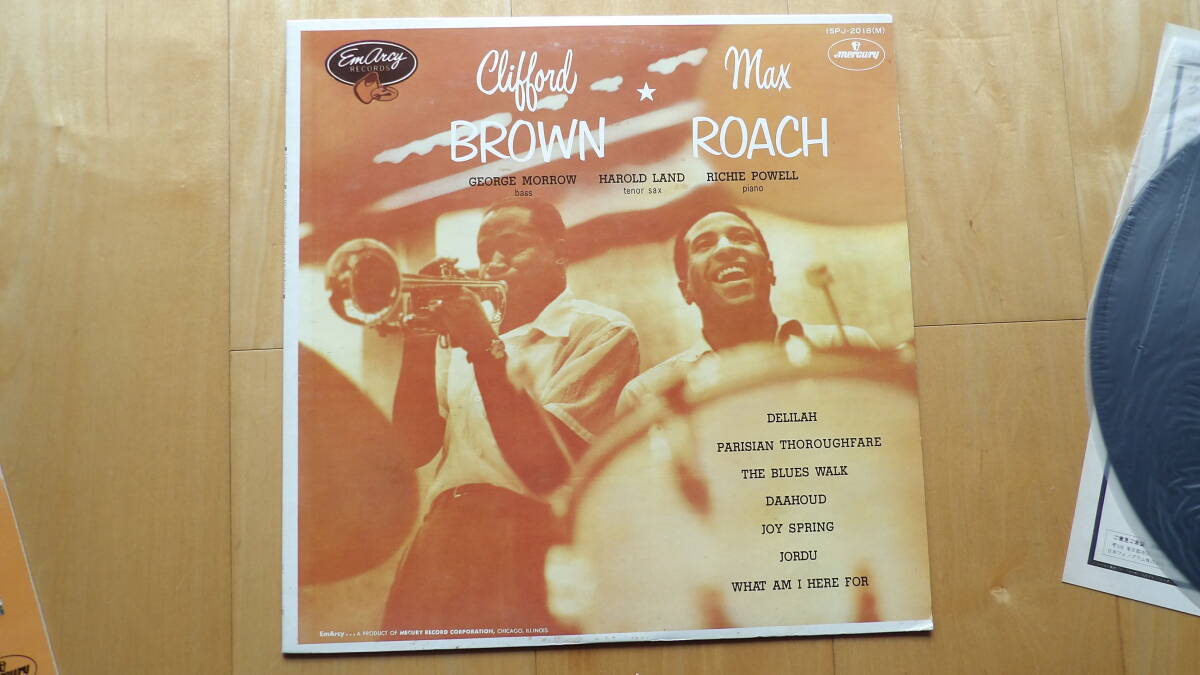 EmArcy
RECORDS
Clifford
BROWN
Max
ROACH
15PJ-2018(M)
mercury
GEORGE MORROW
bass
HAROLD LAND
tenor sax
RICHIE POWELL
piano
DELILAH
PARISIAN THOROUGHFARE
THE BLUES WALK
DAAHOUD
JOY SPRING
JORDU
WHAT AM I HERE FOR
EmArcy...A PRODUCT OF MECURY RECORD CORPORATION, CHICAGO, ILLINOIS